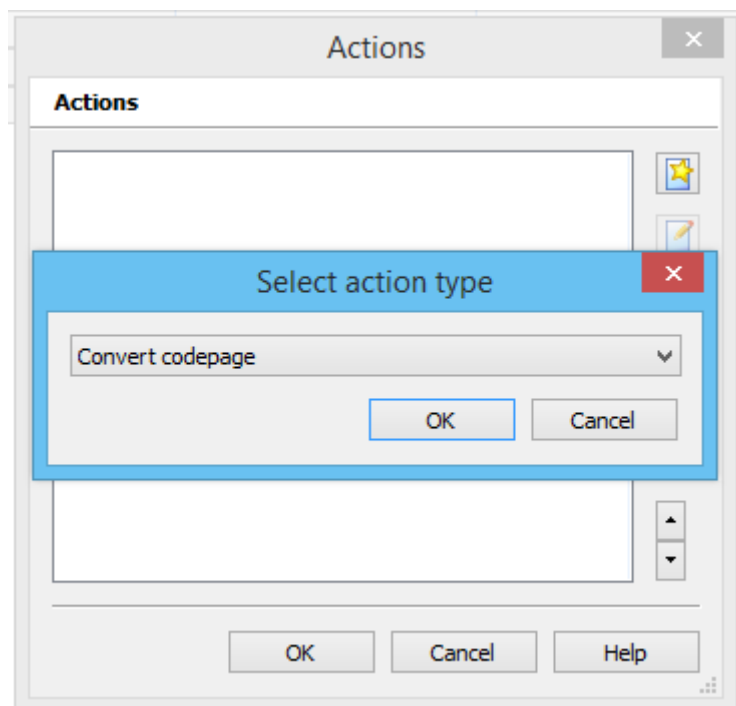 Actions
Actions
Select action type
Convert codepage
OK Cancel
OK Cancel Help